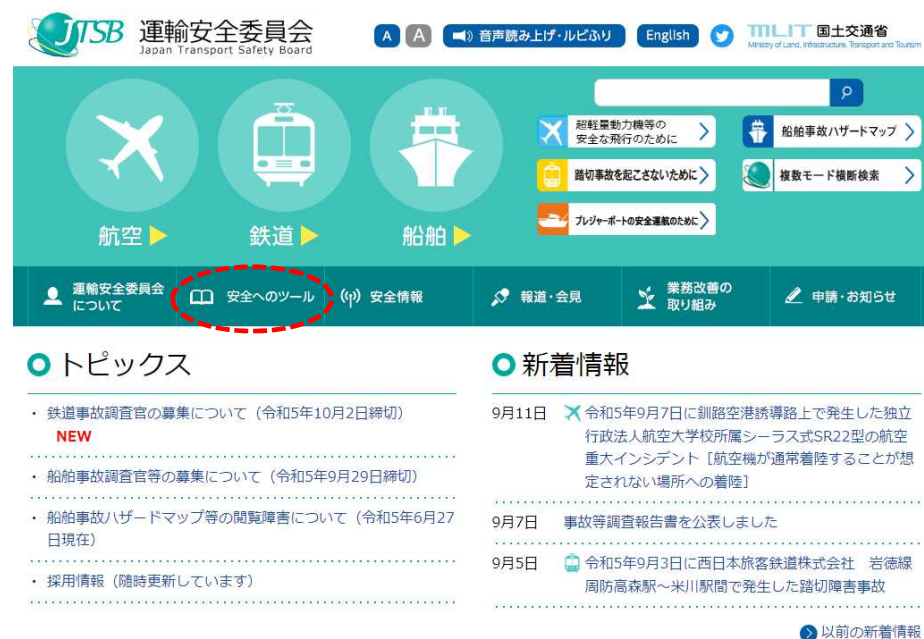 JTSB 運輸安全委員会
Japan Transport Safety Board
A A 音声読み上げ・ルビふり English MLIT 国土交通省
Ministry of Land, Infrastructure, Transport and Tourism
航空
鉄道
船舶
超軽量動力機等の
安全な飛行のために
船舶事故ハザードマップ
踏切事故を起こさないために
複数モード横断検索
プレジャーボートの安全運航のために
運輸安全委員会
について
安全へのツール
安全情報
報道・会見
業務改善の
取り組み
申請・お知らせ
トピックス
・ 鉄道事故調査官の募集について（令和5年10月2日締切）
NEW
・ 船舶事故調査官等の募集について（令和5年9月29日締切）
・ 船舶事故ハザードマップ等の閲覧障害について（令和5年6月27
日現在）
・ 採用情報（随時更新しています）
新着情報
9月11日 令和5年9月7日に釧路空港誘導路上で発生した独立
行政法人航空大学校所属シーラス式SR22型の航空
重大インシデント［航空機が通常着陸することが想
定されない場所への着陸］
9月7日 事故等調査報告書を公表しました
9月5日 令和5年9月3日に西日本旅客鉄道株式会社　岩徳線
周防高森駅～米川駅間で発生した踏切障害事故
以前の新着情報